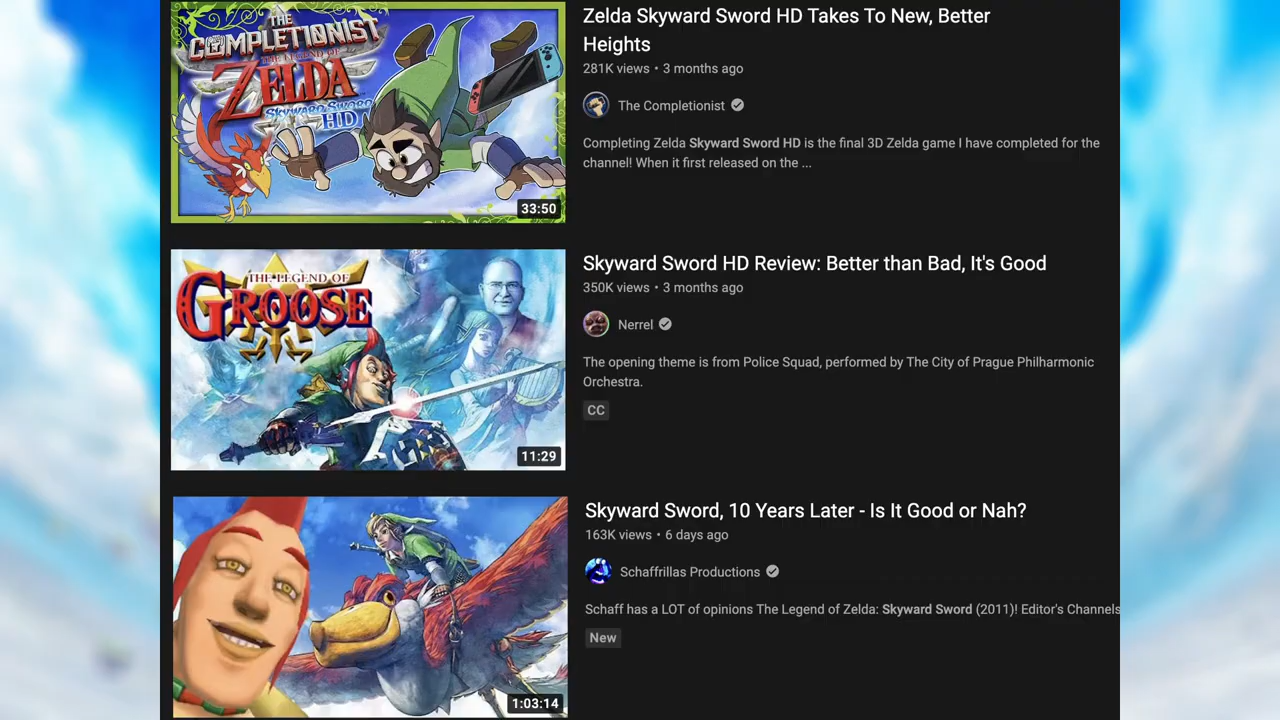 THE
COMPLETIONIST
THE LEGEND OF
ZELDA
SKYWARD SWORD
HD
33:50
Zelda Skyward Sword HD Takes To New, Better
Heights
281K views • 3 months ago
The Completionist
Completing Zelda Skyward Sword HD is the final 3D Zelda game I have completed for the
channel! When it first released on the ...
THE LEGEND OF
GROOSE
11:29
Skyward Sword HD Review: Better than Bad, It's Good
350K views • 3 months ago
Nerrel
The opening theme is from Police Squad, performed by The City of Prague Philharmonic
Orchestra.
CC
1:03:14
Skyward Sword, 10 Years Later - Is It Good or Nah?
163K views • 6 days ago
Schaffrillas Productions
Schaff has a LOT of opinions The Legend of Zelda: Skyward Sword (2011)! Editor's Channels
New